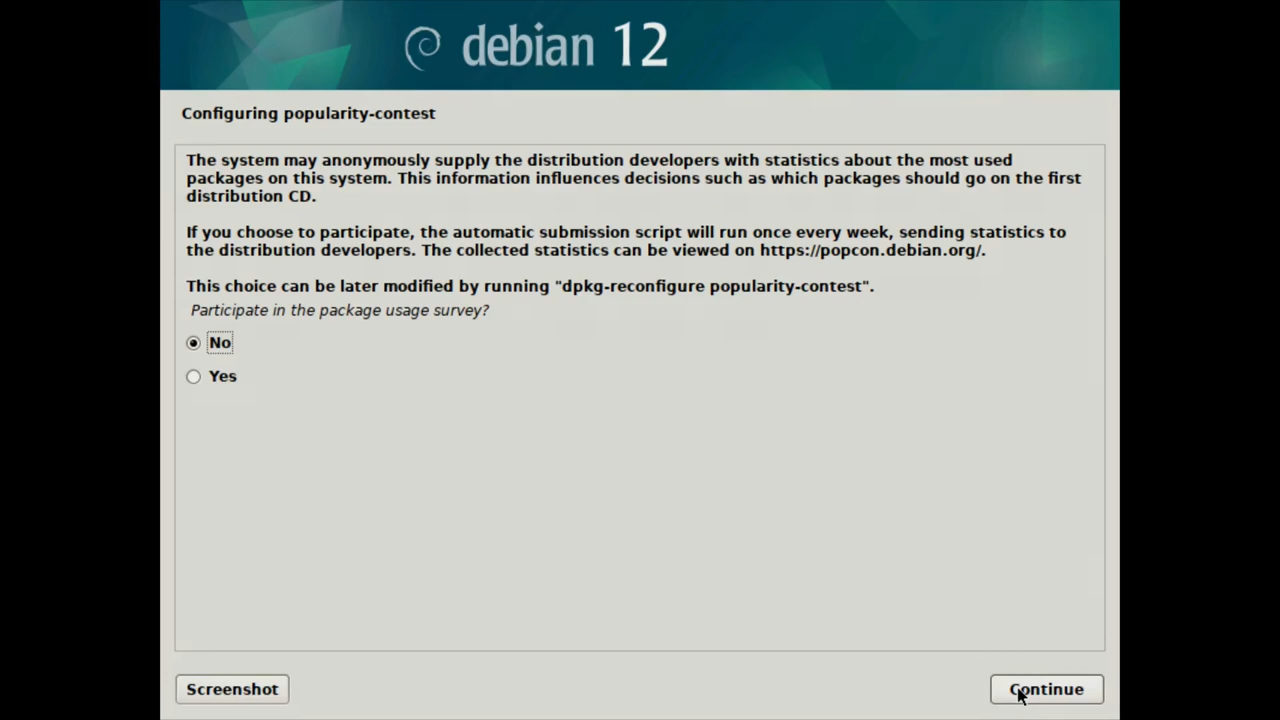 debian 12
Configuring popularity-contest
The system may anonymously supply the distribution developers with statistics about the most used
packages on this system. This information influences decisions such as which packages should go on the first
distribution CD.
If you choose to participate, the automatic submission script will run once every week, sending statistics to
the distribution developers. The collected statistics can be viewed on https://popcon.debian.org/.
This choice can be later modified by running "dpkg-reconfigure popularity-contest".
Participate in the package usage survey?
No
Yes
Screenshot
Continue